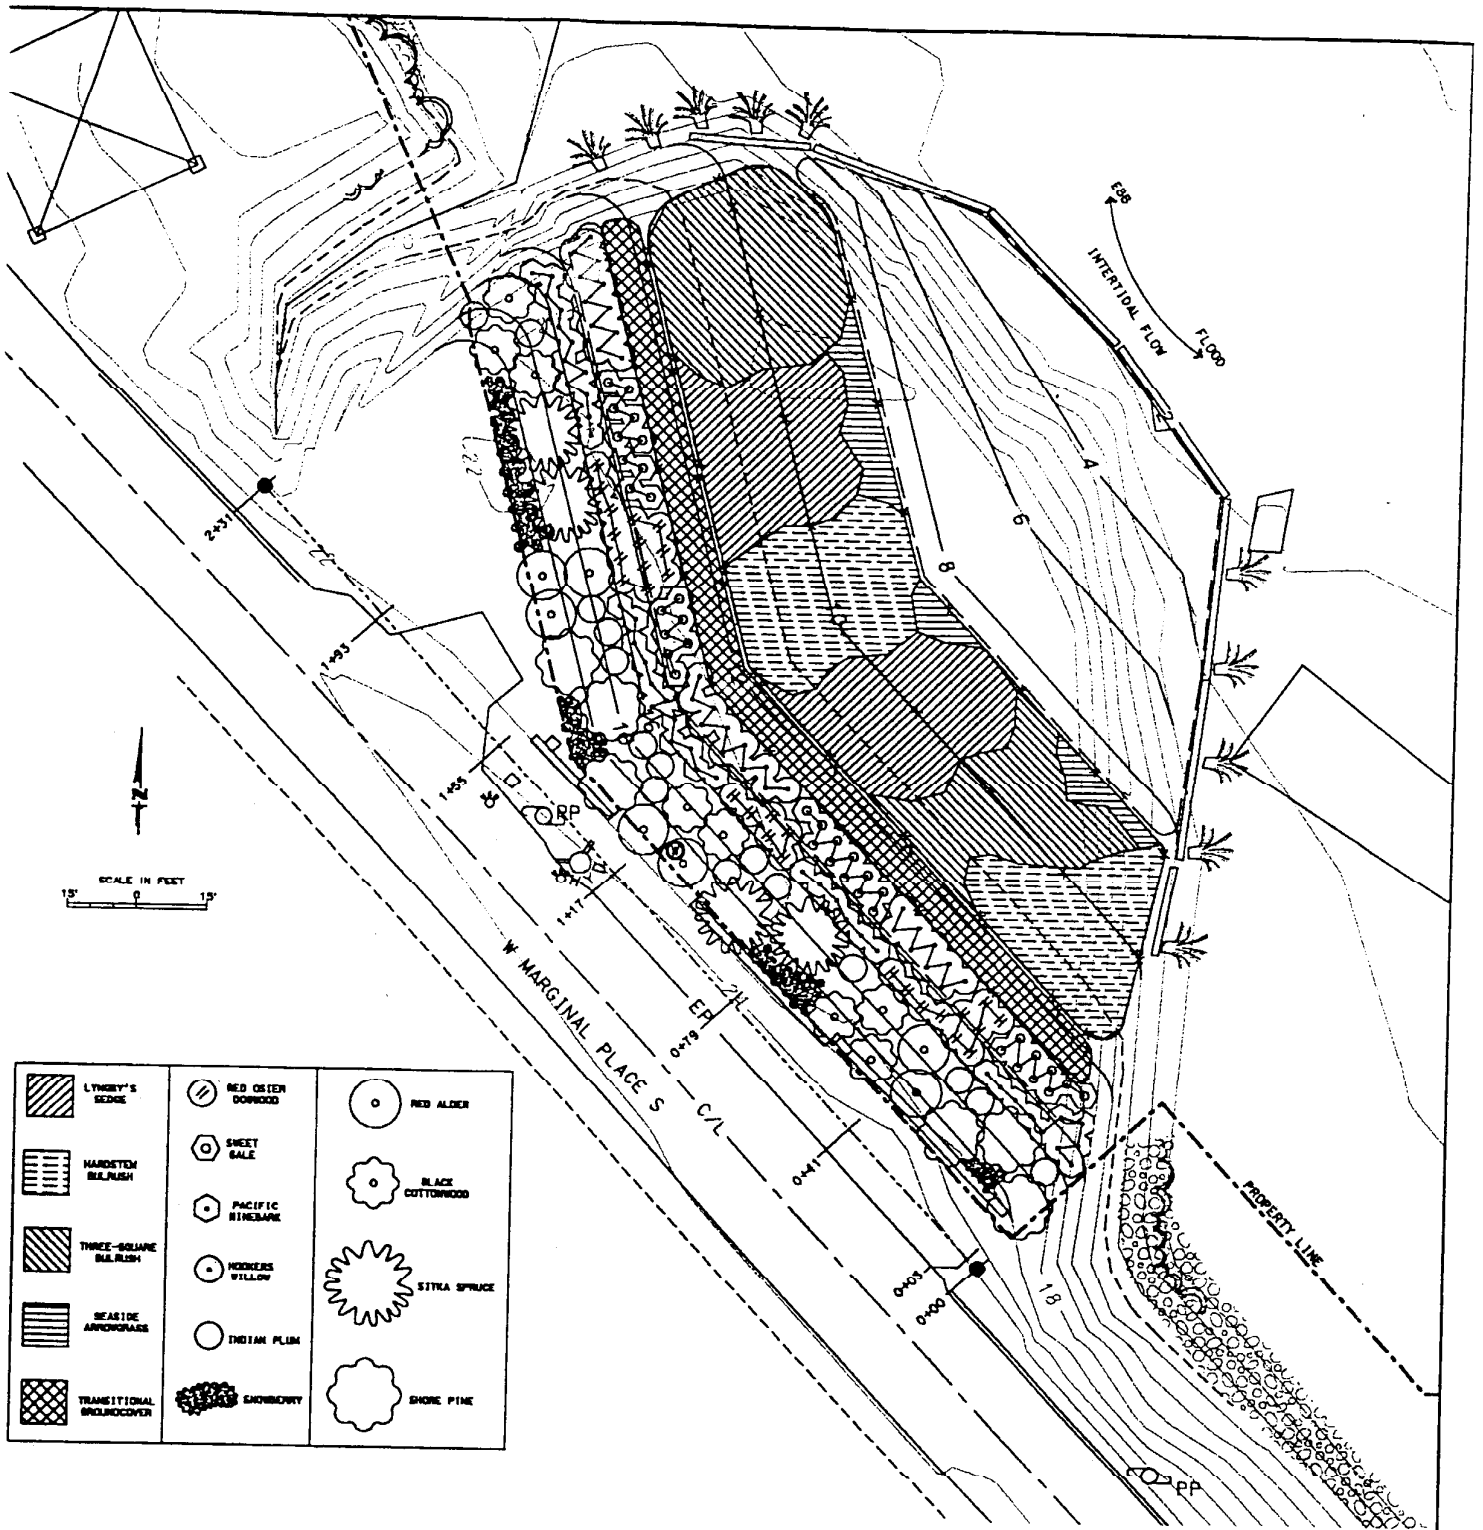 EBB
INTERTIDAL FLOW
FLOOD
2
4
6
8
22
22
2+31
1+93
1+55
PP
1+17
N
SCALE IN FEET
15' 0 15'
W MARGINAL PLACE S
EP
0+79
C/L
0+41
0+03
0+00
18
PROPERTY LINE
PP
LYNGBY'S
SEDGE
HARDSTEM
BULRUSH
THREE-SQUARE
BULRUSH
SEASIDE
ARROWGRASS
TRANSITIONAL
GROUNDCOVER
RED OSIER
DOGWOOD
SWEET
GALE
PACIFIC
NINEBARK
HOOKERS
WILLOW
INDIAN PLUM
SNOWBERRY
RED ALDER
BLACK
COTTONWOOD
SITKA SPRUCE
SHORE PINE